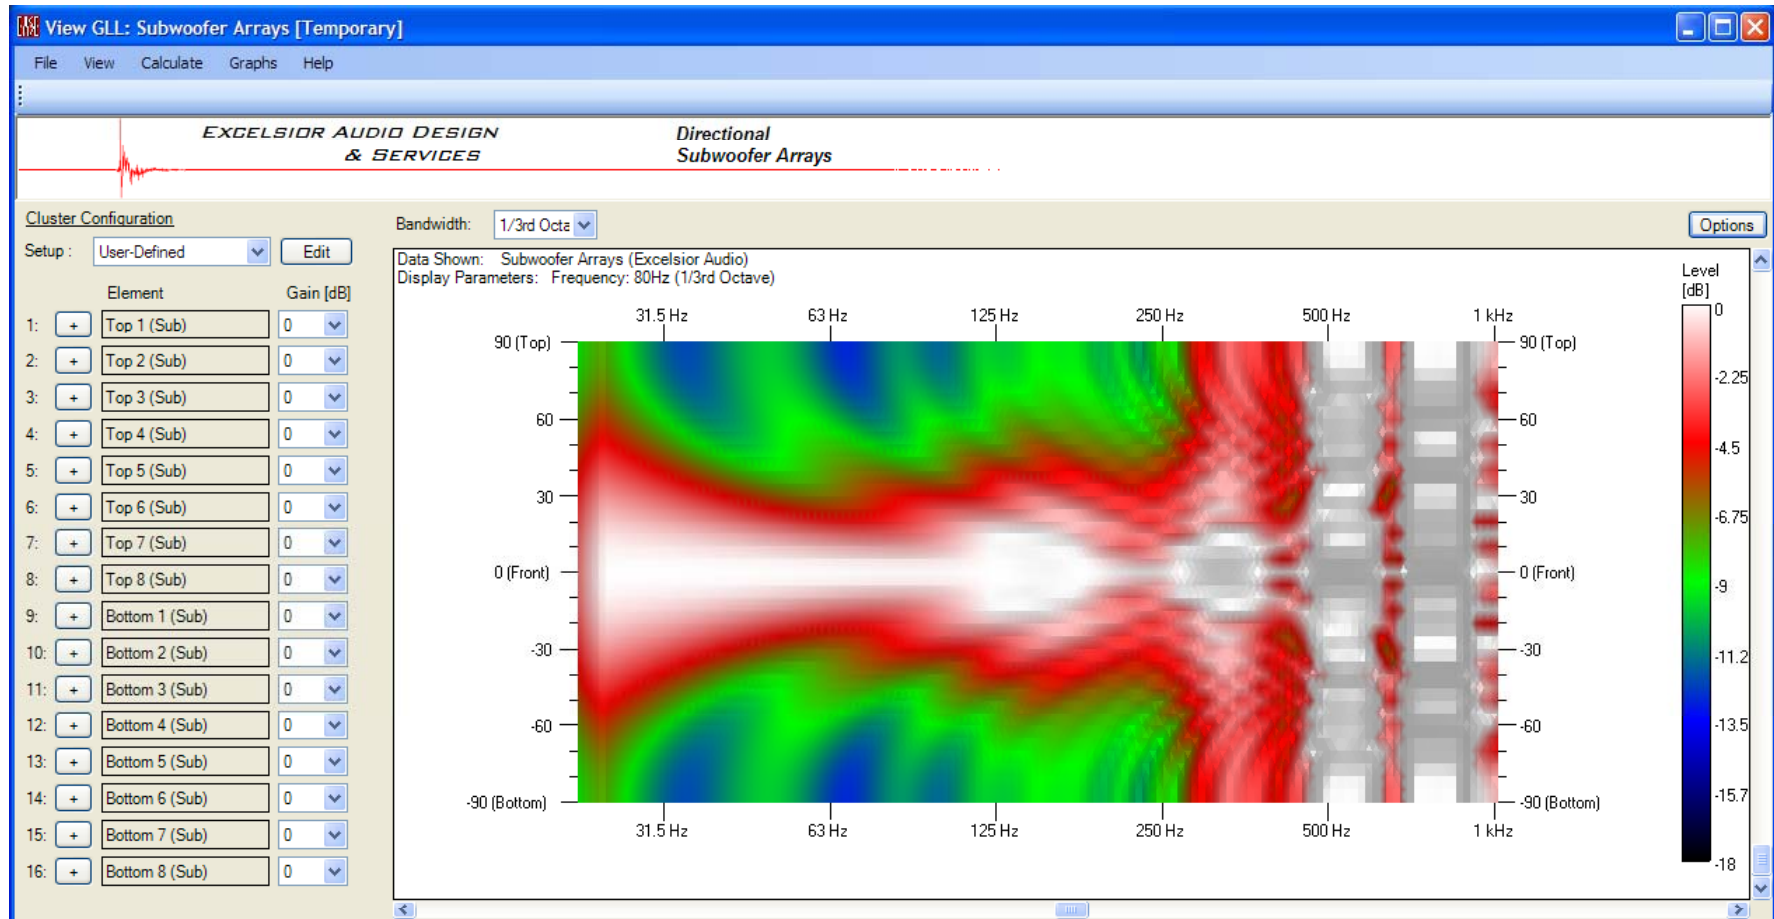 View GLL: Subwoofer Arrays [Temporary]
File View Calculate Graphs Help
EXCELSIOR AUDIO DESIGN
& SERVICES
Directional
Subwoofer Arrays
Cluster Configuration
Setup : User-Defined Edit
Bandwidth: 1/3rd Octa
Options
Element Gain [dB]
1: + Top 1 (Sub) 0
2: + Top 2 (Sub) 0
3: + Top 3 (Sub) 0
4: + Top 4 (Sub) 0
5: + Top 5 (Sub) 0
6: + Top 6 (Sub) 0
7: + Top 7 (Sub) 0
8: + Top 8 (Sub) 0
9: + Bottom 1 (Sub) 0
10: + Bottom 2 (Sub) 0
11: + Bottom 3 (Sub) 0
12: + Bottom 4 (Sub) 0
13: + Bottom 5 (Sub) 0
14: + Bottom 6 (Sub) 0
15: + Bottom 7 (Sub) 0
16: + Bottom 8 (Sub) 0
Data Shown: Subwoofer Arrays (Excelsior Audio)
Display Parameters: Frequency: 80Hz (1/3rd Octave)
31.5 Hz 63 Hz 125 Hz 250 Hz 500 Hz 1 kHz
90 (Top) 90 (Top)
60 60
30 30
0 (Front) 0 (Front)
-30 -30
-60 -60
-90 (Bottom) -90 (Bottom)
31.5 Hz 63 Hz 125 Hz 250 Hz 500 Hz 1 kHz
Level
[dB]
0
-2.25
-4.5
-6.75
-9
-11.2
-13.5
-15.7
-18